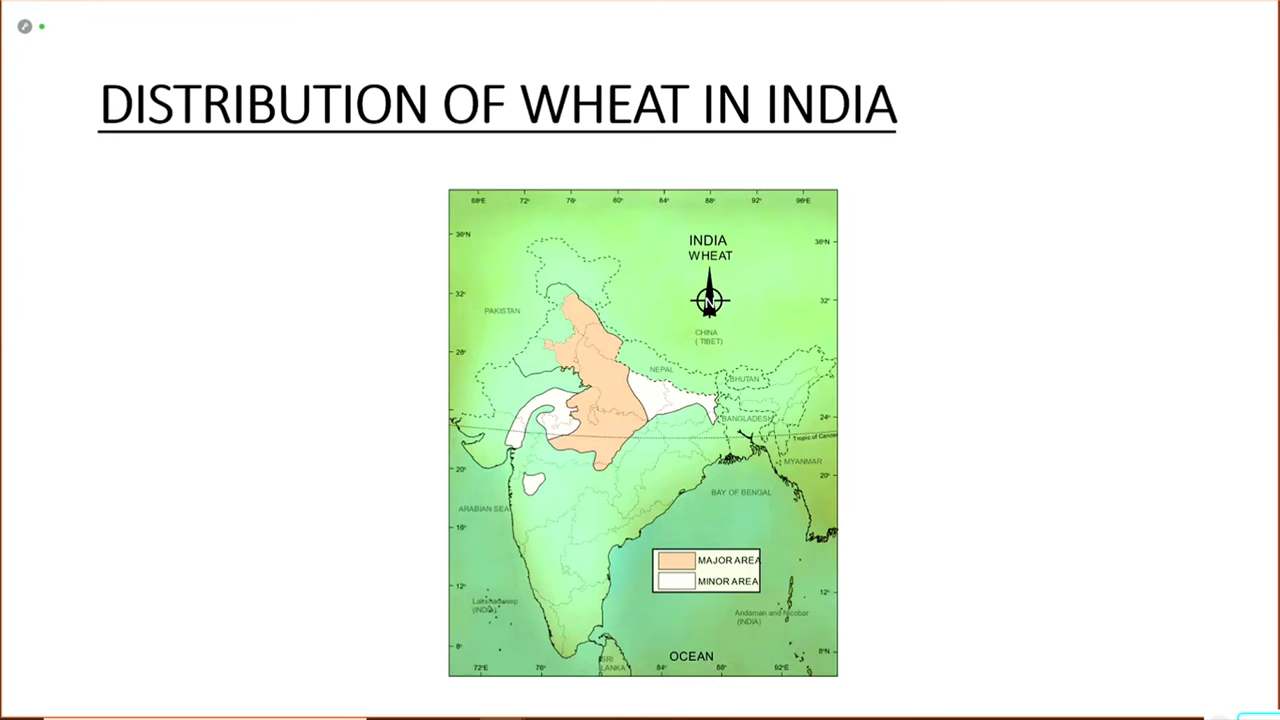 DISTRIBUTION OF WHEAT IN INDIA
68°E 72° 76° 80° 84° 88° 92° 96°E
36°N
INDIA
WHEAT
36°N
32°
N
32°
PAKISTAN
CHINA
( TIBET)
28°
NEPAL
BHUTAN
BANGLADESH
24°
Tropic of Cancer
MYANMAR
20°
20°
BAY OF BENGAL
ARABIAN SEA
16°
MAJOR AREA
MINOR AREA
12°
12°
Lakshadweep
(INDIA)
Andaman and Nicobar
(INDIA)
8°
8°N
OCEAN
SRI
LANKA
72°E 76° 84° 88° 92°E